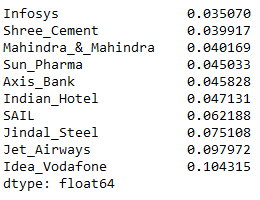 Infosys 0.035070
Shree_Cement 0.039917
Mahindra_&_Mahindra 0.040169
Sun_Pharma 0.045033
Axis_Bank 0.045828
Indian_Hotel 0.047131
SAIL 0.062188
Jindal_Steel 0.075108
Jet_Airways 0.097972
Idea_Vodafone 0.104315
dtype: float64